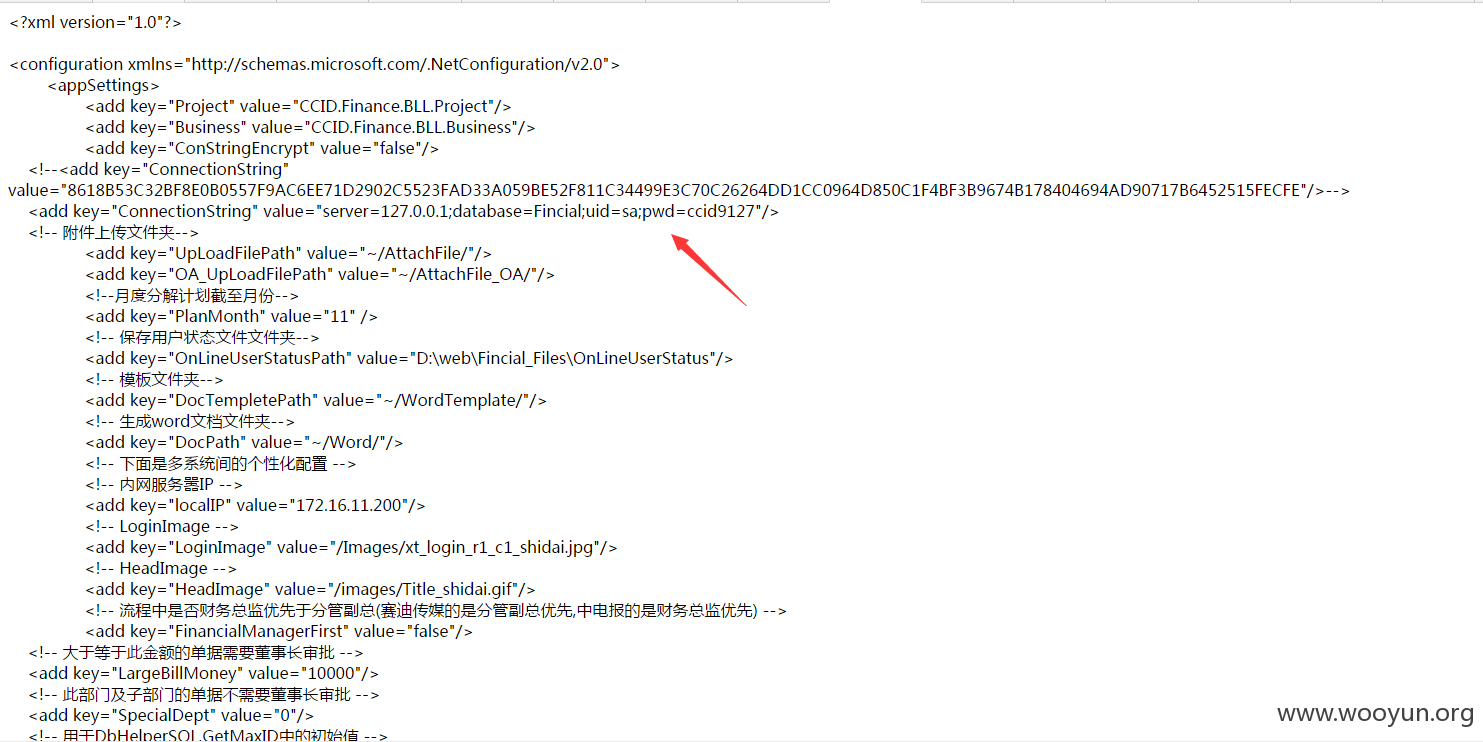 <?xml version="1.0"?>
<configuration xmlns="http://schemas.microsoft.com/.NetConfiguration/v2.0">
<appSettings>
<add key="Project" value="CCID.Finance.BLL.Project"/>
<add key="Business" value="CCID.Finance.BLL.Business"/>
<add key="ConStringEncrypt" value="false"/>
<!--<add key="ConnectionString"
value="8618B53C32BF8E0B0557F9AC6EE71D2902C5523FAD33A059BE52F811C34499E3C70C26264DD1CC0964D850C1F4BF3B9674B178404694AD90717B6452515FECFE"/>-->
<add key="ConnectionString" value="server=127.0.0.1;database=Fincial;uid=sa;pwd=ccid9127"/>
<!-- 附件上传文件夹-->
<add key="UpLoadFilePath" value="~/AttachFile/"/>
<add key="OA_UpLoadFilePath" value="~/AttachFile_OA/"/>
<!--月度分解计划截至月份-->
<add key="PlanMonth" value="11" />
<!-- 保存用户状态文件文件夹-->
<add key="OnLineUserStatusPath" value="D:\web\Fincial_Files\OnLineUserStatus"/>
<!-- 模板文件夹-->
<add key="DocTempletePath" value="~/WordTemplate/"/>
<!-- 生成word文档文件夹-->
<add key="DocPath" value="~/Word/"/>
<!-- 下面是多系统间的个性化配置 -->
<!-- 内网服务器IP -->
<add key="localIP" value="172.16.11.200"/>
<!-- LoginImage -->
<add key="LoginImage" value="/Images/xt_login_r1_c1_shidai.jpg"/>
<!-- HeadImage -->
<add key="HeadImage" value="/images/Title_shidai.gif"/>
<!-- 流程中是否财务总监优先于分管副总(赛迪传媒的是分管副总优先,中电报的是财务总监优先) -->
<add key="FinancialManagerFirst" value="false"/>
<!-- 大于等于此金额的单据需要董事长审批 -->
<add key="LargeBillMoney" value="10000"/>
<!-- 此部门及子部门的单据不需要董事长审批 -->
<add key="SpecialDept" value="0"/>
<!-- 用于DbHelperSQL.GetMaxID中的初始值 -->
www.wooyun.org